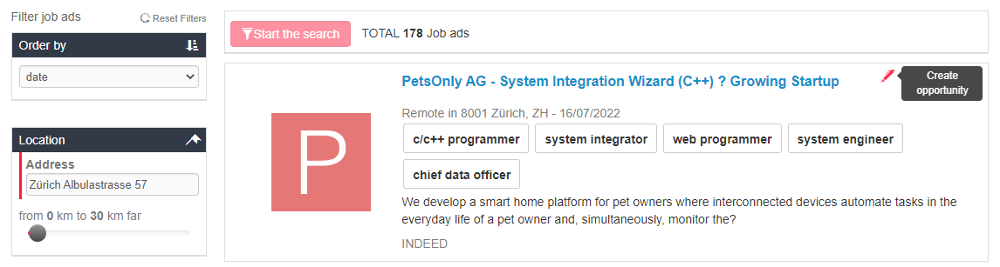 Filter job ads
Reset Filters
Order by
date
Location
Address
Zürich Albulastrasse 57
from 0 km to 30 km far
Start the search
TOTAL 178 Job ads
P
PetsOnly AG - System Integration Wizard (C++) ? Growing Startup
Create
opportunity
Remote in 8001 Zürich, ZH - 16/07/2022
c/c++ programmer
system integrator
web programmer
system engineer
chief data officer
We develop a smart home platform for pet owners where interconnected devices automate tasks in the
everyday life of a pet owner and, simultaneously, monitor the?
INDEED